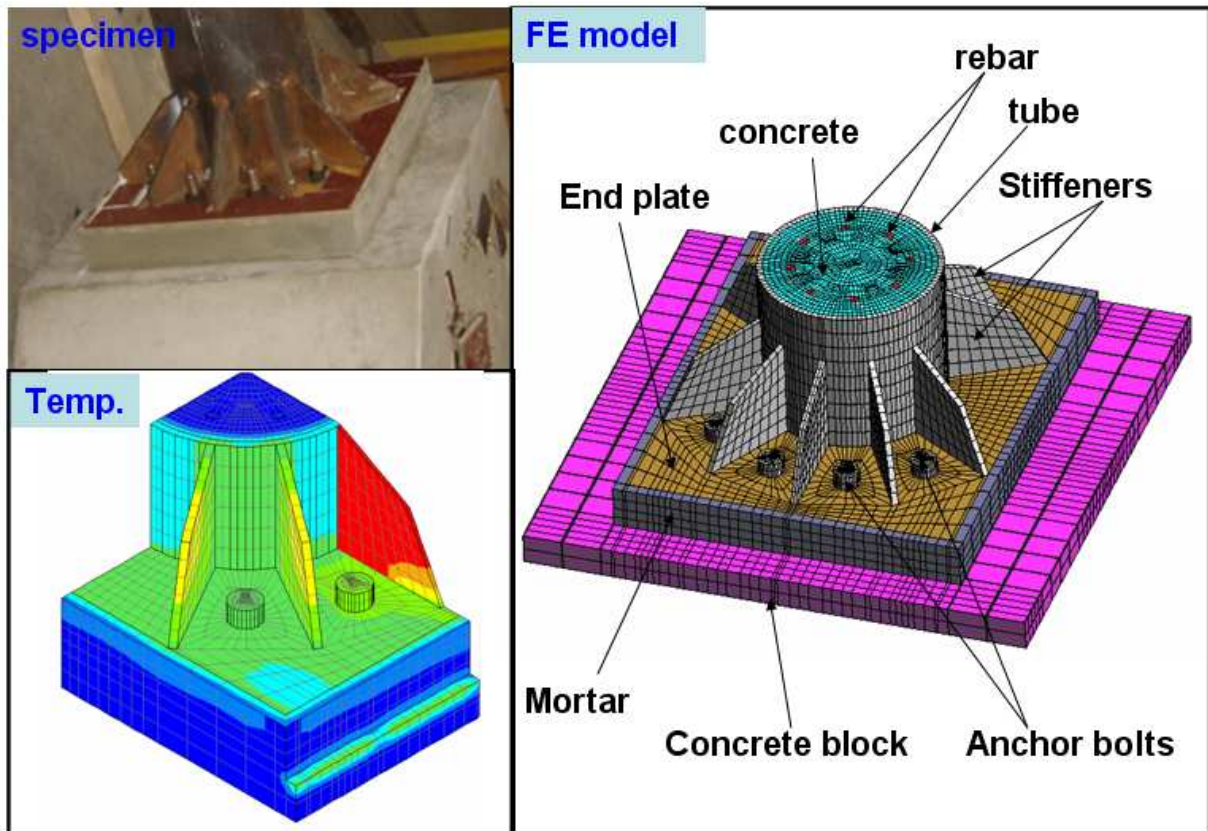 specimen
FE model
rebar
tube
concrete
Stiffeners
End plate
Temp.
Mortar
Concrete block
Anchor bolts